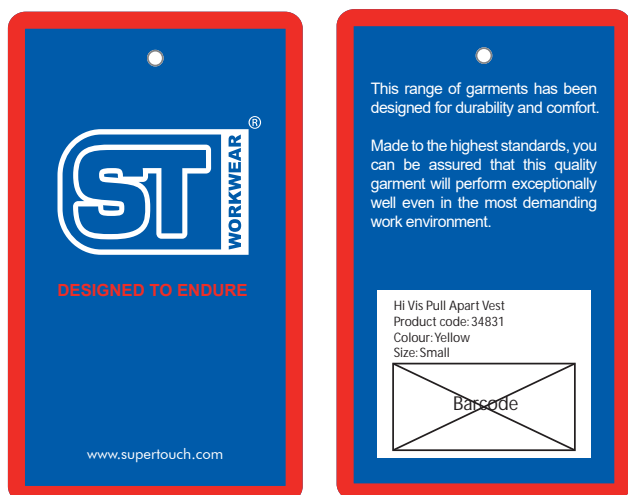 ST
WORKWEAR
®
DESIGNED TO ENDURE
www.supertouch.com
This range of garments has been
designed for durability and comfort.
Made to the highest standards, you
can be assured that this quality
garment will perform exceptionally
well even in the most demanding
work environment.
Hi Vis Pull Apart Vest
Product code: 34831
Colour: Yellow
Size: Small
Barcode